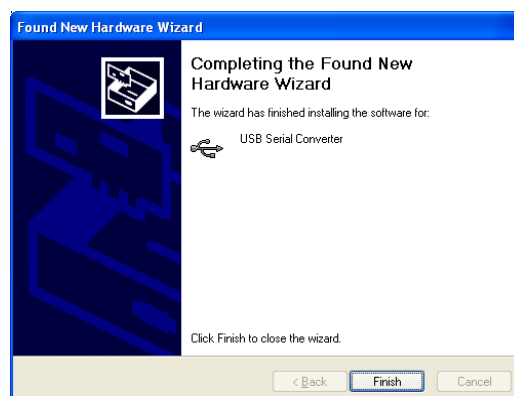 Found New Hardware Wizard
Completing the Found New
Hardware Wizard
The wizard has finished installing the software for:
USB Serial Converter
Click Finish to close the wizard.
< Back Finish Cancel